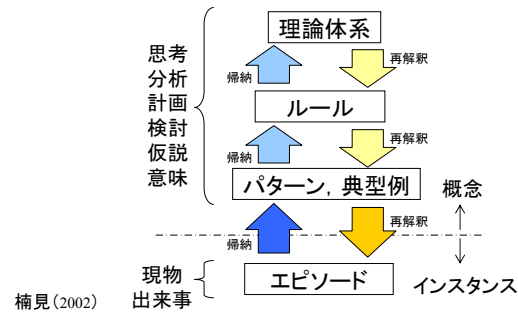 理論体系
思考
分析
計画
検討
仮説
意味
帰納
再解釈
ルール
帰納
再解釈
パターン，典型例
概念
帰納
再解釈
現物
出来事
エピソード
インスタンス
楠見(2002)